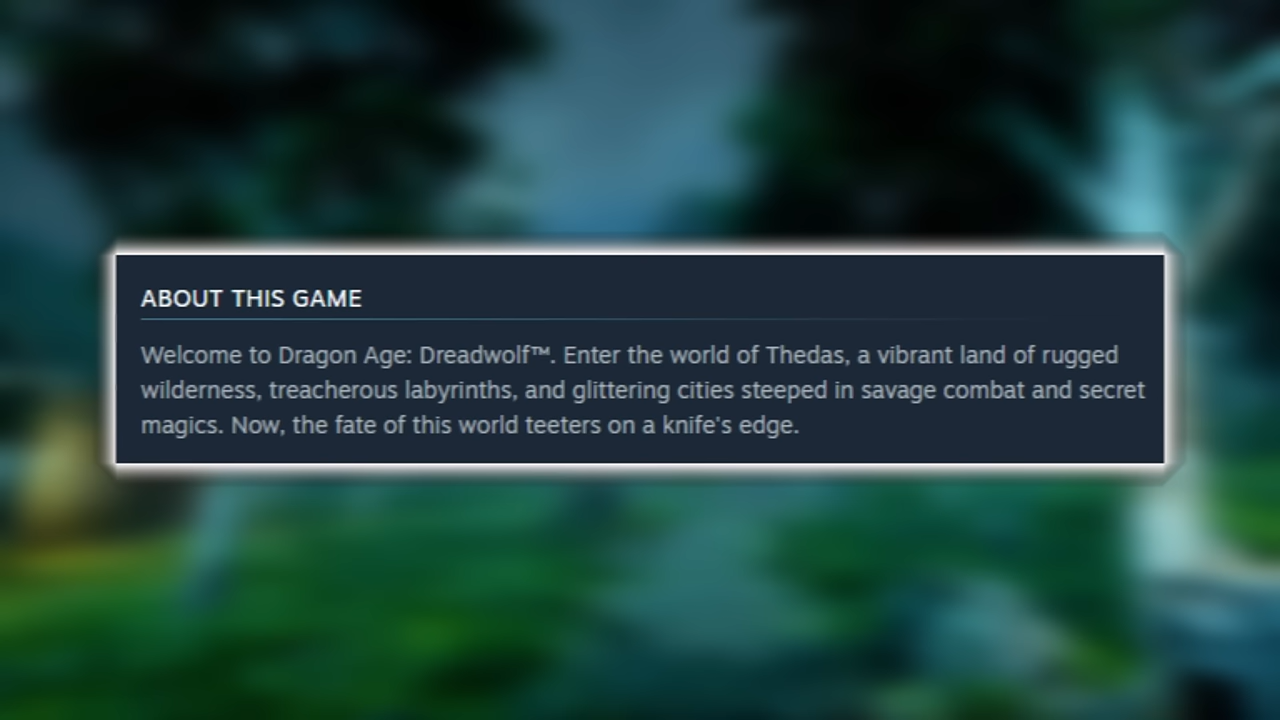 ABOUT THIS GAME
Welcome to Dragon Age: Dreadwolf™. Enter the world of Thedas, a vibrant land of rugged
wilderness, treacherous labyrinths, and glittering cities steeped in savage combat and secret
magics. Now, the fate of this world teeters on a knife's edge.